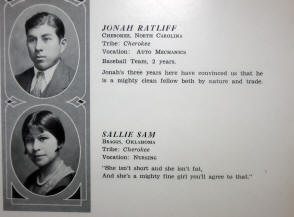 JONAH RATLIFF
CHEROKEE, NORTH CAROLINA
Tribe: Cherokee
Vocation: AUTO MECHANICS
Baseball Team, 2 years.
Jonah's three years here have convinced us that he
is a mighty clean fellow both by nature and trade.
SALLIE SAM
BRAGGS, OKLAHOMA
Tribe: Cherokee
Vocation: NURSING
"She isn't short and she isn't fat,
And she's a mighty fine girl you'll agree to that."